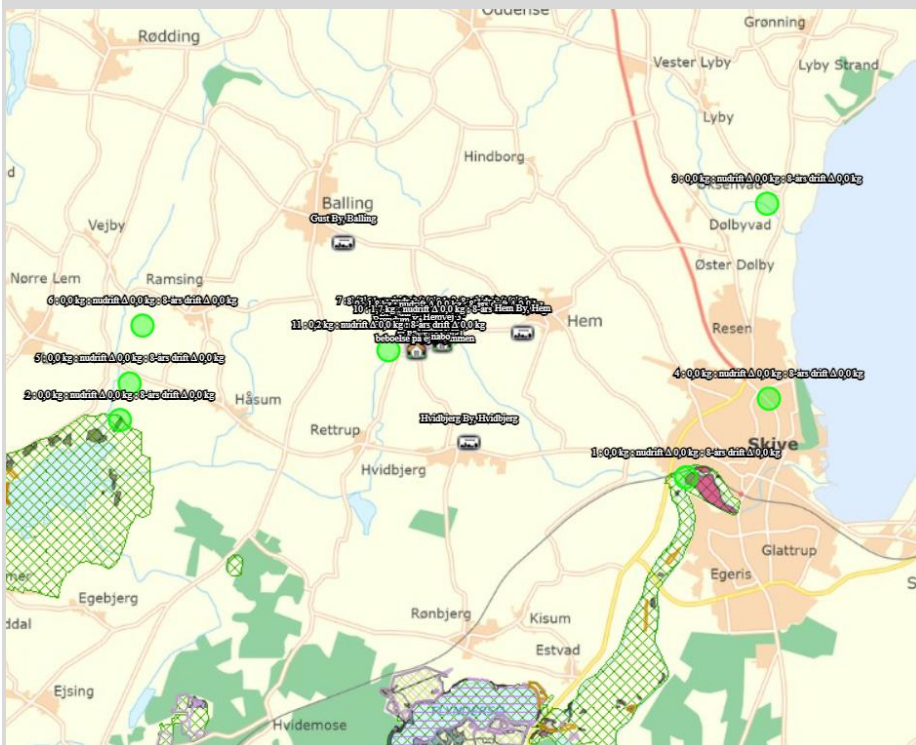 Oddense
Grønning
Rødding
Vester Lyby
Lyby Strand
Lyby
Hindborg
3 : 0,0 kg : nudrift Δ 0,0 kg : 8-års drift Δ 0,0 kg
Balling
Gust By, Balling
Vejby
Dølbyvad
Øster Dølby
Nørre Lem
Ramsing
6 : 0,0 kg : nudrift Δ 0,0 kg : 8-års drift Δ 0,0 kg
Hem By, Hem
Hem
11 : 0,2 kg : nudrift Δ 0,0 kg : 8-års drift Δ 0,0 kg
Resen
5 : 0,0 kg : nudrift Δ 0,0 kg : 8-års drift Δ 0,0 kg
4 : 0,0 kg : nudrift Δ 0,0 kg : 8-års drift Δ 0,0 kg
2 : 0,0 kg : nudrift Δ 0,0 kg : 8-års drift Δ 0,0 kg
Håsum
Hvidbjerg By, Hvidbjerg
Rettrup
Skive
1 : 0,0 kg : nudrift Δ 0,0 kg : 8-års drift Δ 0,0 kg
Hvidbjerg
Glattrup
Egeris
Egebjerg
Rønbjerg
Kisum
Estvad
Ejsing
Hvidemose